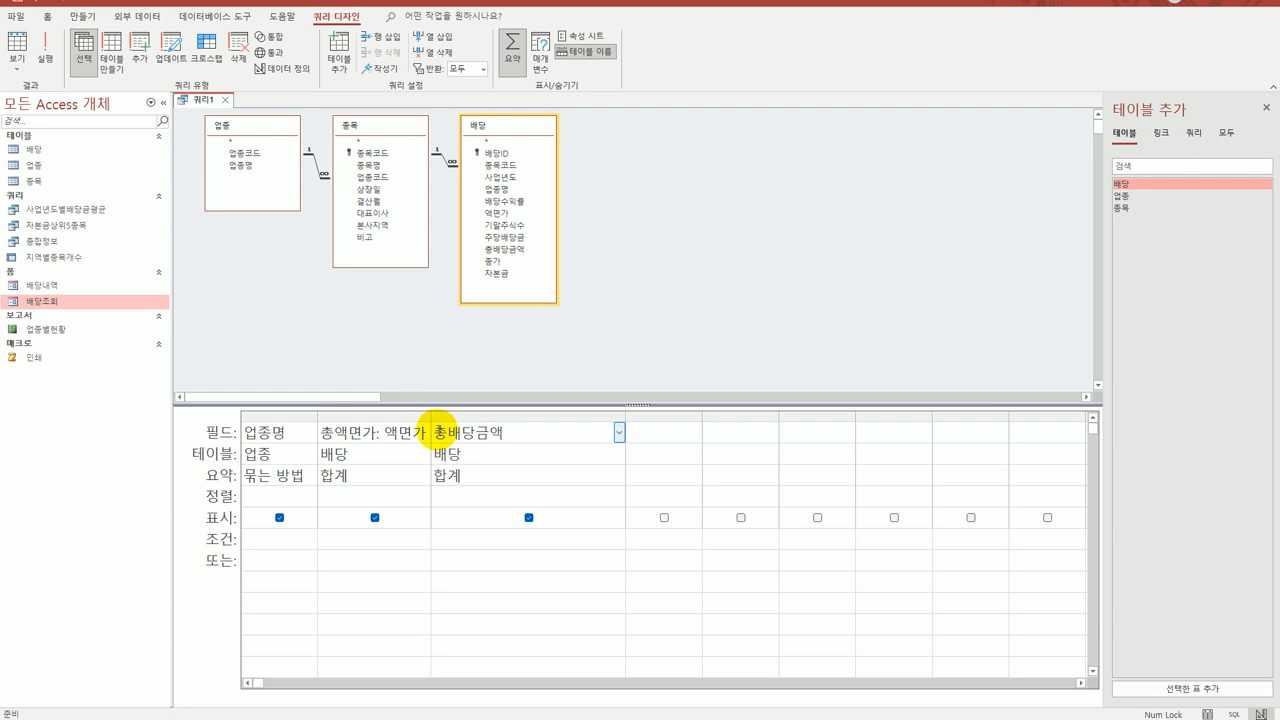 파일 홈 만들기 외부 데이터 데이터베이스 도구 도움말 쿼리 디자인 어떤 작업을 원하시나요?
보기
실행
결과
선택
테이블
만들기
추가
업데이트
크로스탭
삭제
통합
통과
데이터 정의
쿼리 유형
테이블
추가
행 삽입
행 삭제
작성기
열 삽입
열 삭제
반환: 모두
쿼리 설정
요약
매개
변수
속성 시트
테이블 이름
표시/숨기기
모든 Access 개체
검색...
테이블
배당
업종
종목
쿼리
사업년도별배당금평균
자본금상위5종목
종합정보
지역별종목개수
폼
배당내역
배당조회
보고서
업종별현황
매크로
인쇄
쿼리1
업종
*
업종코드
업종명
종목
*
종목코드
종목명
업종코드
상장일
결산월
대표이사
본사지역
비고
배당
*
배당ID
종목코드
사업년도
업종명
배당수익률
액면가
기말주식수
주당배당금
총배당금액
종가
자본금
1 ∞ 1 ∞
필드: 업종명 총액면가: 액면가 총배당금액
테이블: 업종 배당 배당
요약: 묶는 방법 합계 합계
정렬:
표시:
조건:
또는:
테이블 추가
테이블 링크 쿼리 모두
검색
배당
업종
종목
선택한 표 추가
준비
Num Lock
SQL